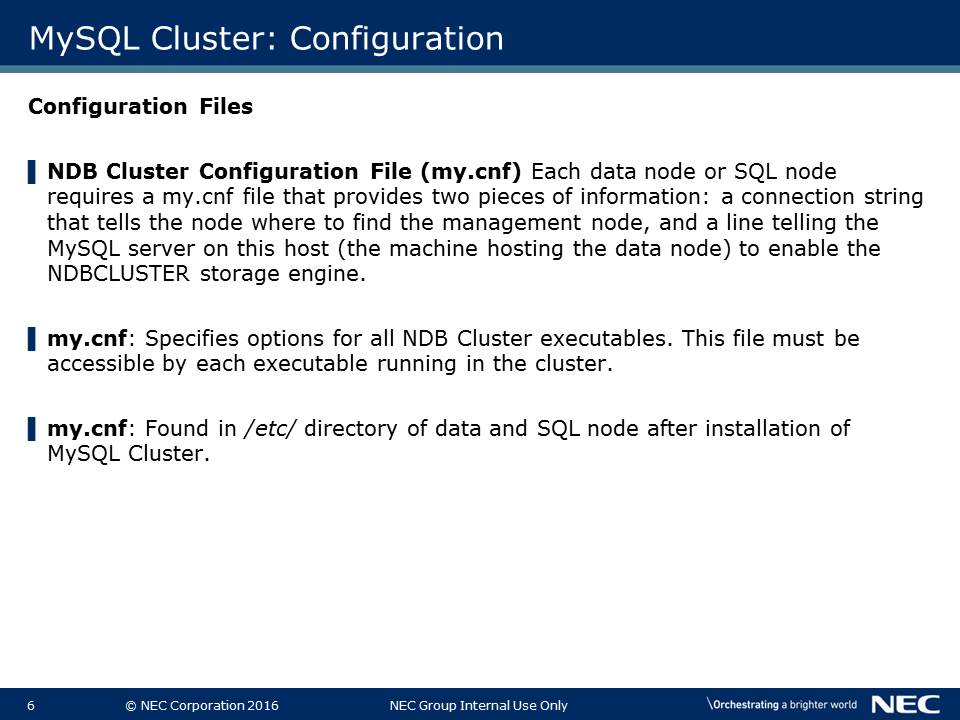 MySQL Cluster: Configuration
Configuration Files
NDB Cluster Configuration File (my.cnf) Each data node or SQL node
requires a my.cnf file that provides two pieces of information: a connection string
that tells the node where to find the management node, and a line telling the
MySQL server on this host (the machine hosting the data node) to enable the
NDBCLUSTER storage engine.
my.cnf: Specifies options for all NDB Cluster executables. This file must be
accessible by each executable running in the cluster.
my.cnf: Found in /etc/ directory of data and SQL node after installation of
MySQL Cluster.
6 © NEC Corporation 2016 NEC Group Internal Use Only \Orchestrating a brighter world NEC